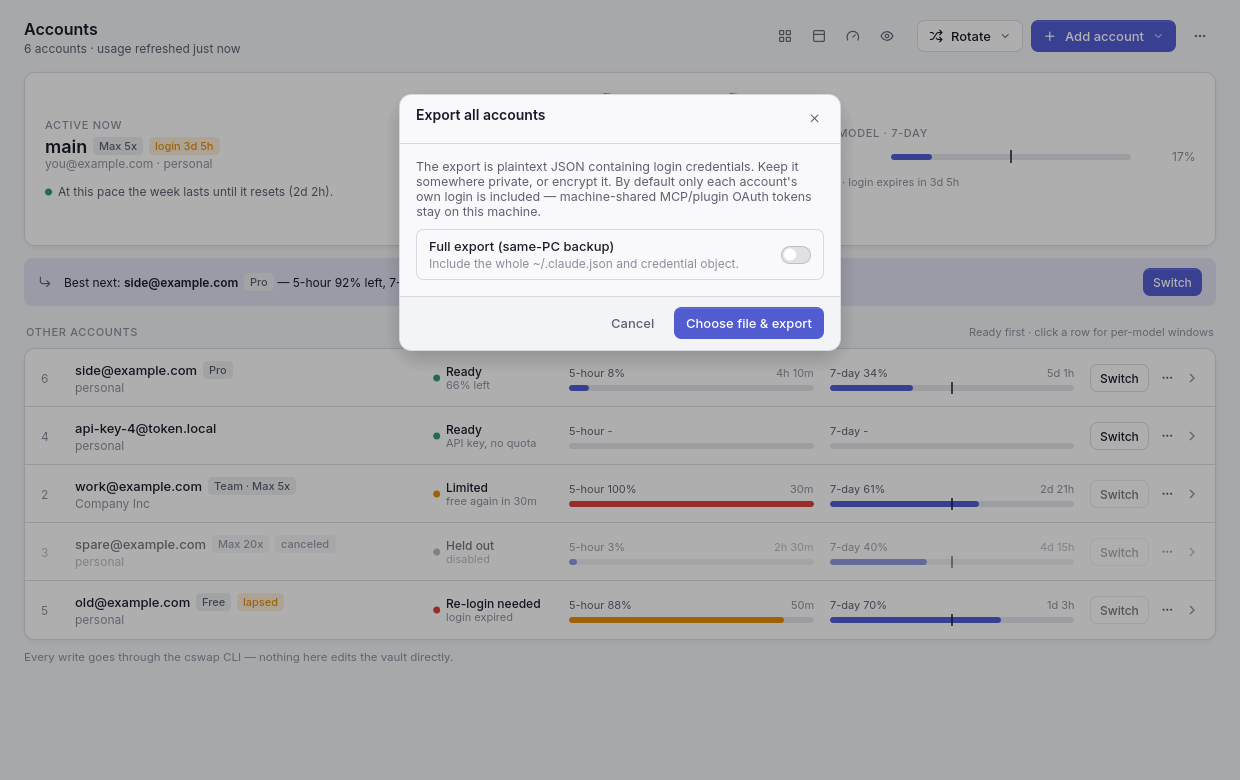 Accounts
6 accounts · usage refreshed just now
Rotate
Add account
ACTIVE NOW
main Max 5x login 3d 5h
you@example.com · personal
At this pace the week lasts until it resets (2d 2h).
MODEL · 7-DAY
17%
· login expires in 3d 5h
Export all accounts
The export is plaintext JSON containing login credentials. Keep it
somewhere private, or encrypt it. By default only each account's
own login is included — machine-shared MCP/plugin OAuth tokens
stay on this machine.
Full export (same-PC backup)
Include the whole ~/.claude.json and credential object.
Cancel
Choose file & export
Best next: side@example.com Pro — 5-hour 92% left, 7-
Switch
OTHER ACCOUNTS
Ready first · click a row for per-model windows
6 side@example.com Pro Ready 5-hour 8% 4h 10m 7-day 34% 5d 1h Switch
personal 66% left
4 api-key-4@token.local Ready 5-hour - 7-day - Switch
personal API key, no quota
2 work@example.com Team · Max 5x Limited 5-hour 100% 30m 7-day 61% 2d 21h Switch
Company Inc free again in 30m
3 spare@example.com Max 20x canceled Held out 5-hour 3% 2h 30m 7-day 40% 4d 15h Switch
personal disabled
5 old@example.com Free lapsed Re-login needed 5-hour 88% 50m 7-day 70% 1d 3h Switch
personal login expired
Every write goes through the cswap CLI — nothing here edits the vault directly.